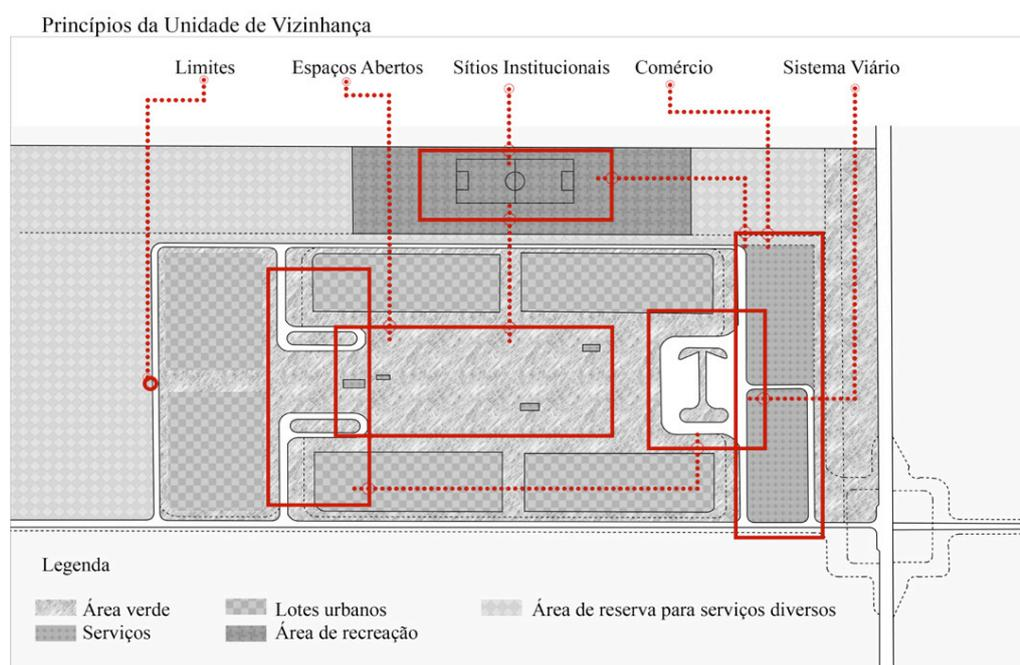 Princípios da Unidade de Vizinhança
Limites
Espaços Abertos
Sítios Institucionais
Comércio
Sistema Viário
Legenda
Área verde
Lotes urbanos
Área de reserva para serviços diversos
Serviços
Área de recreação